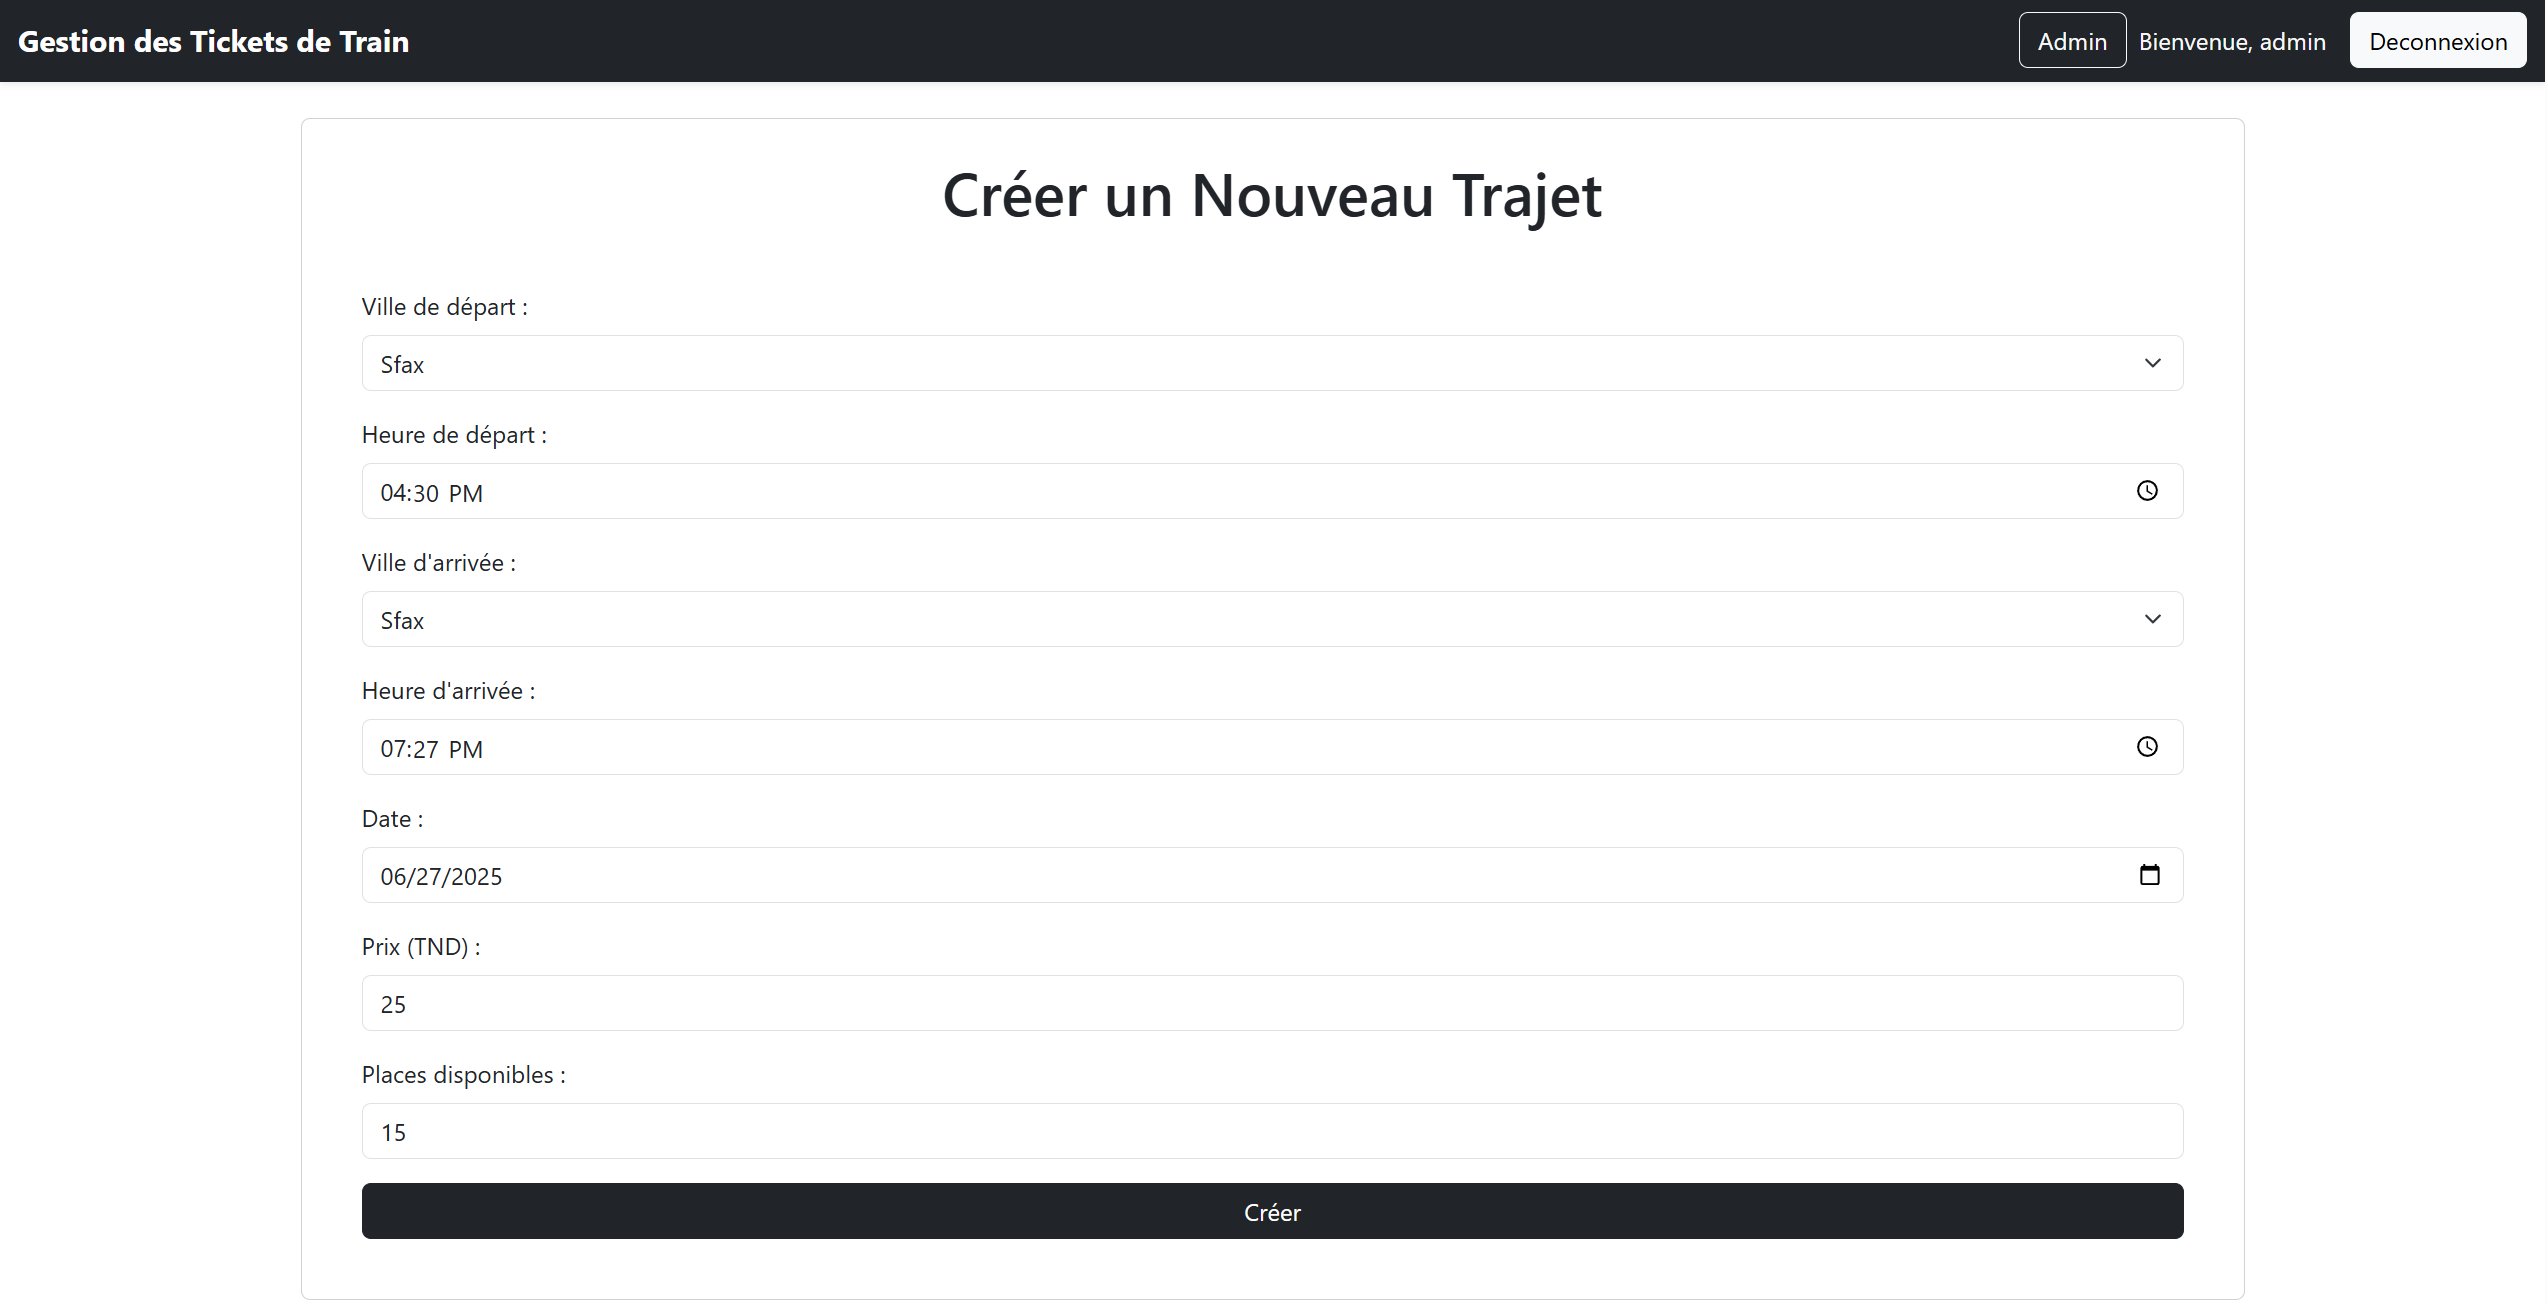 Gestion des Tickets de Train
Admin
Bienvenue, admin
Deconnexion
Créer un Nouveau Trajet
Ville de départ :
Sfax
Heure de départ :
04:30 PM
Ville d'arrivée :
Sfax
Heure d'arrivée :
07:27 PM
Date :
06/27/2025
Prix (TND) :
25
Places disponibles :
15
Créer